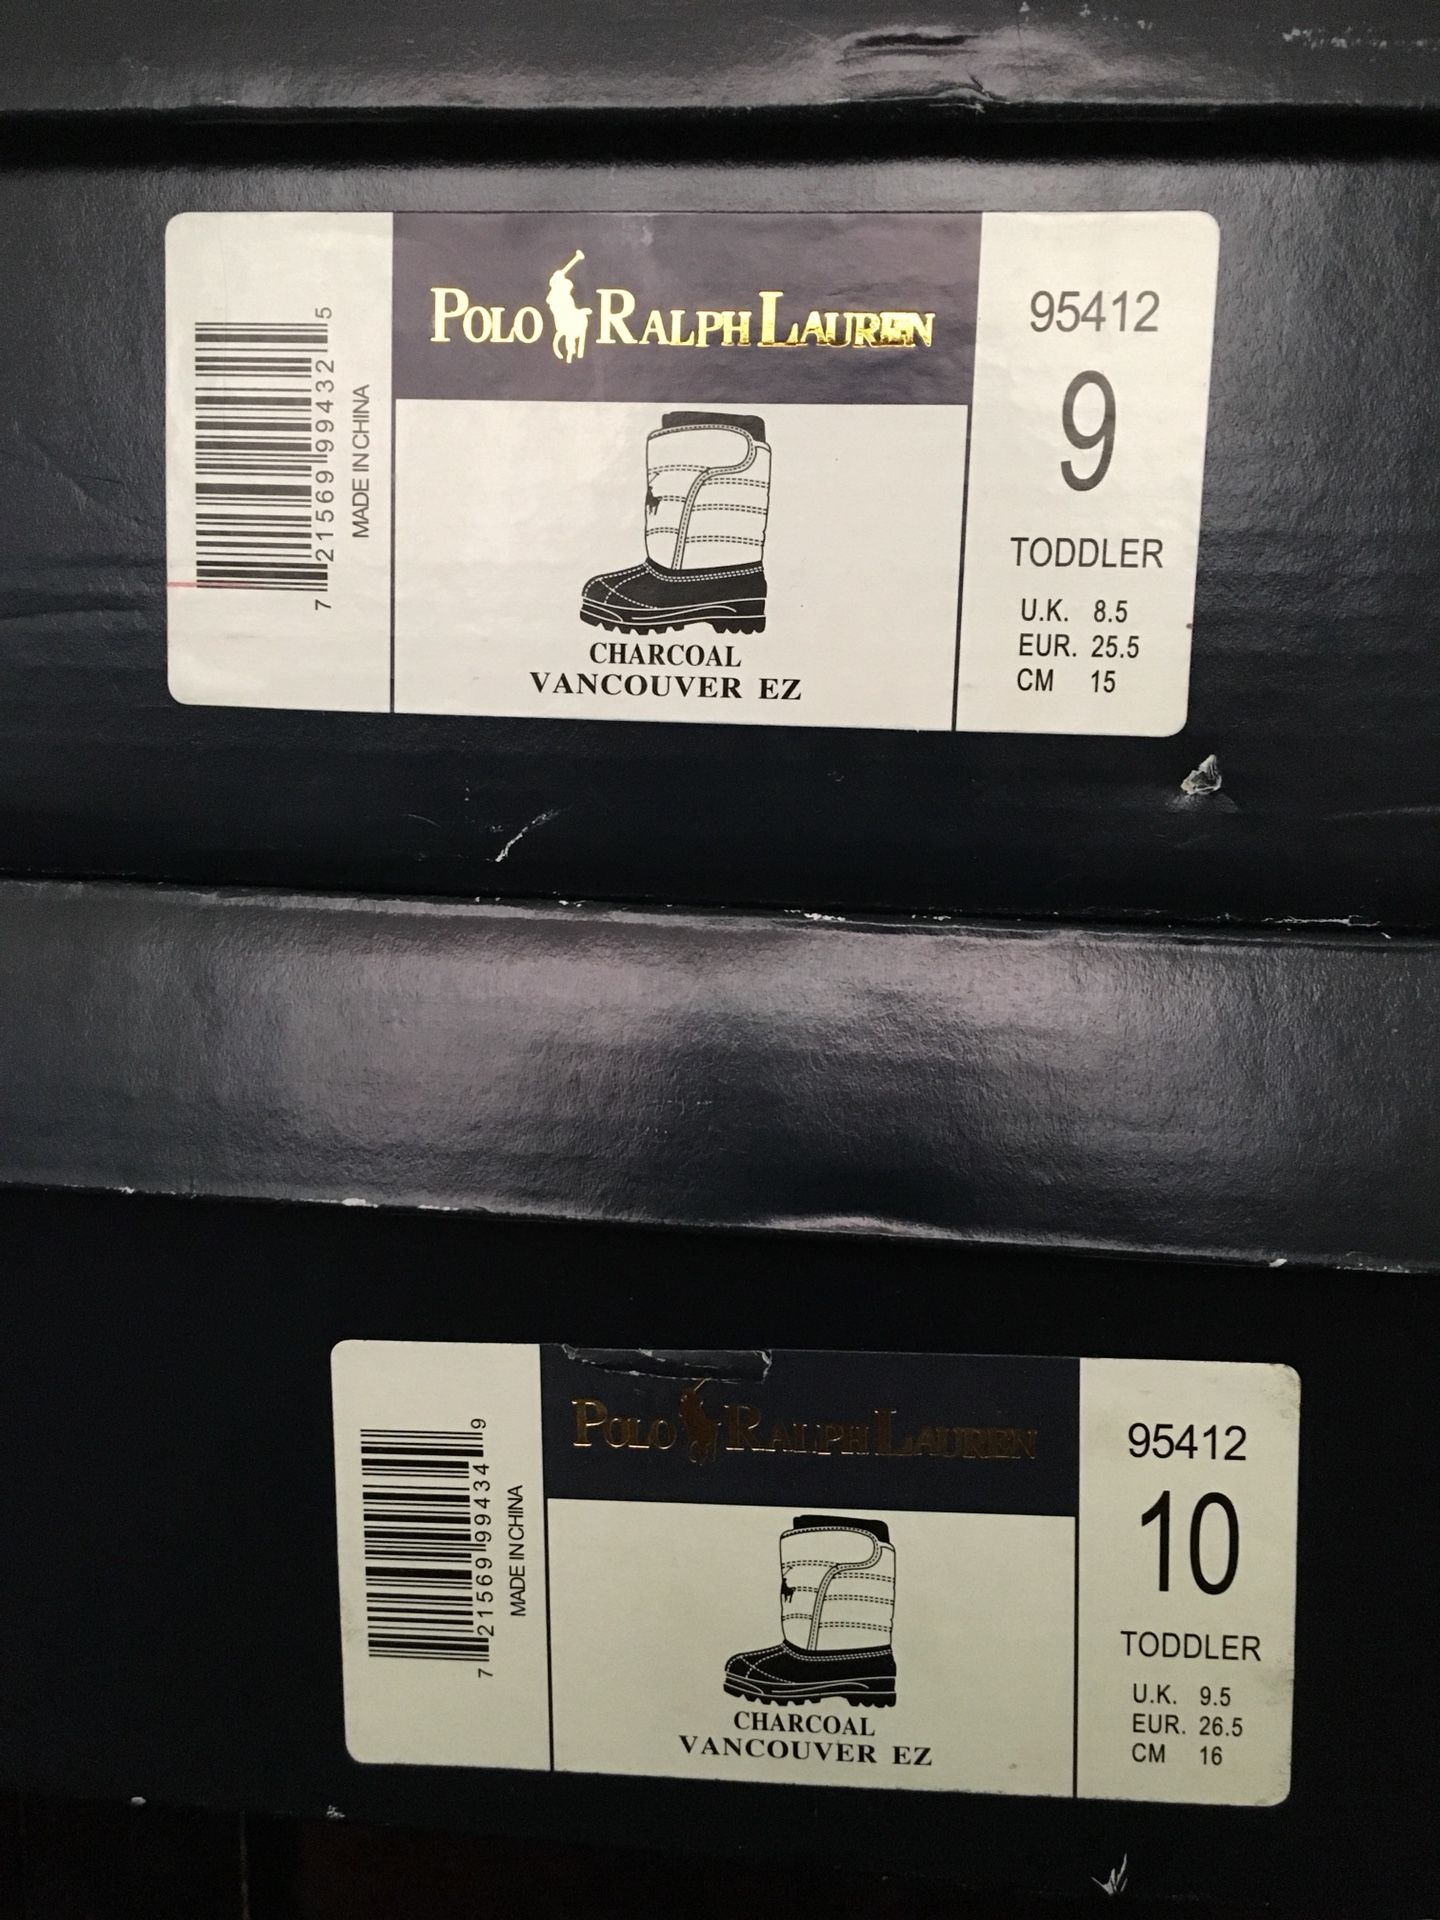 7 21569 99432 5
MADE IN CHINA
POLO RALPH LAUREN
CHARCOAL
VANCOUVER EZ
95412
9
TODDLER
U.K. 8.5
EUR. 25.5
CM 15
7 21569 99434 9
MADE IN CHINA
POLO RALPH LAUREN
CHARCOAL
VANCOUVER EZ
95412
10
TODDLER
U.K. 9.5
EUR. 26.5
CM 16